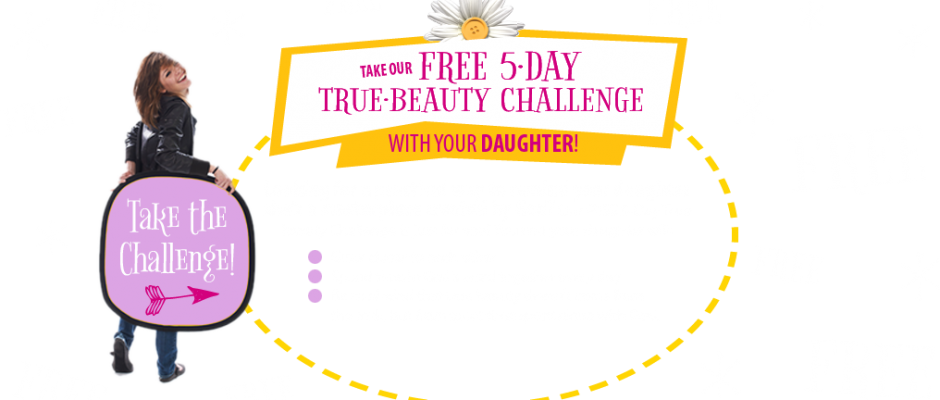 TAKE OUR FREE 5-DAY
TRUE-BEAUTY CHALLENGE
WITH YOUR DAUGHTER!
Take the
Challenge!